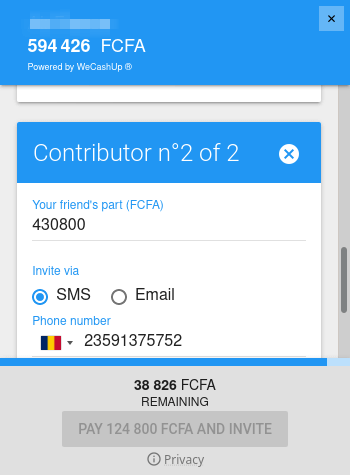 594 426 FCFA
Powered by WeCashUp ®
Contributor n°2 of 2
Your friend's part (FCFA)
430800
Invite via
SMS Email
Phone number
23591375752
38 826 FCFA
REMAINING
PAY 124 800 FCFA AND INVITE
Privacy